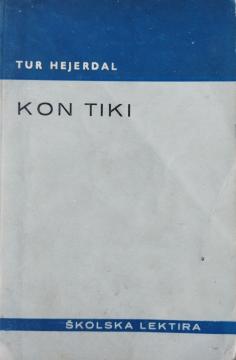 TUR HEJERDAL
KON TIKI
ŠKOLSKA LEKTIRA